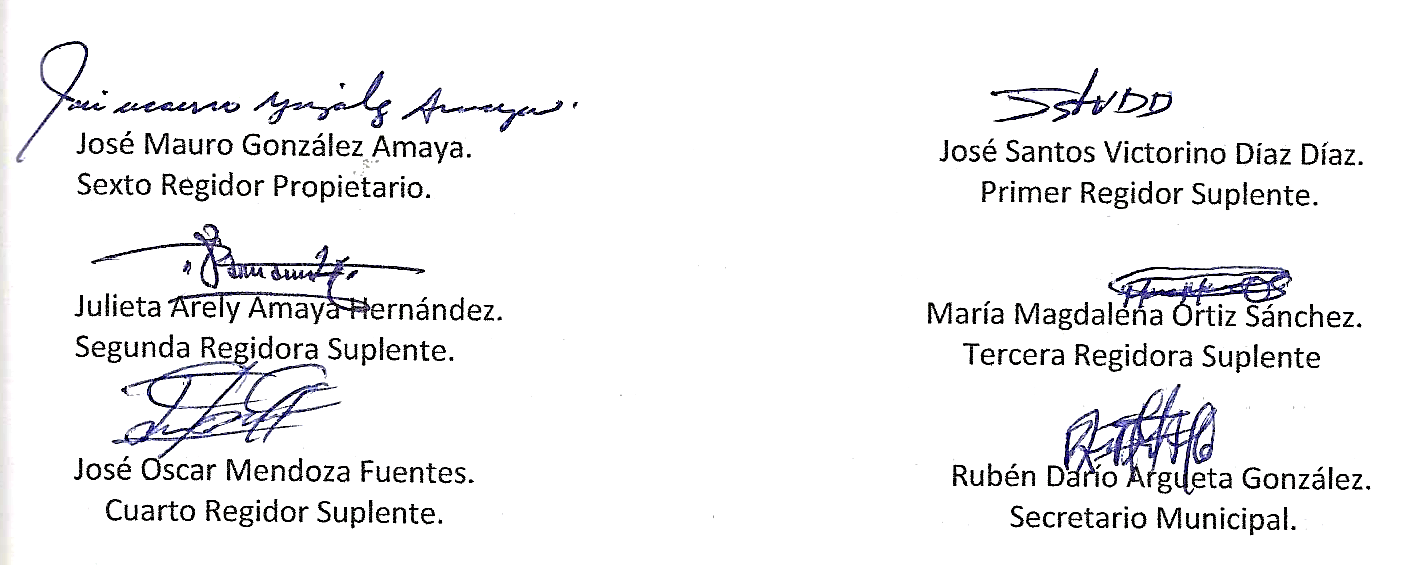 José Mauro González Amaya.
Sexto Regidor Propietario.
José Santos Victorino Díaz Díaz.
Primer Regidor Suplente.
Julieta Arely Amaya Hernández.
Segunda Regidora Suplente.
María Magdalena Ortiz Sánchez.
Tercera Regidora Suplente
José Oscar Mendoza Fuentes.
Cuarto Regidor Suplente.
Rubén Darío Argueta González.
Secretario Municipal.